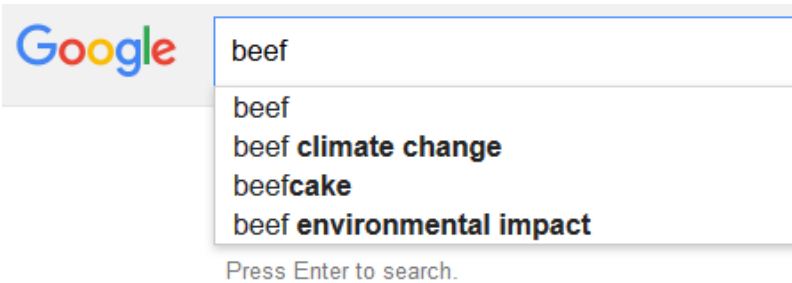 Google
beef
beef
beef climate change
beefcake
beef environmental impact
Press Enter to search.